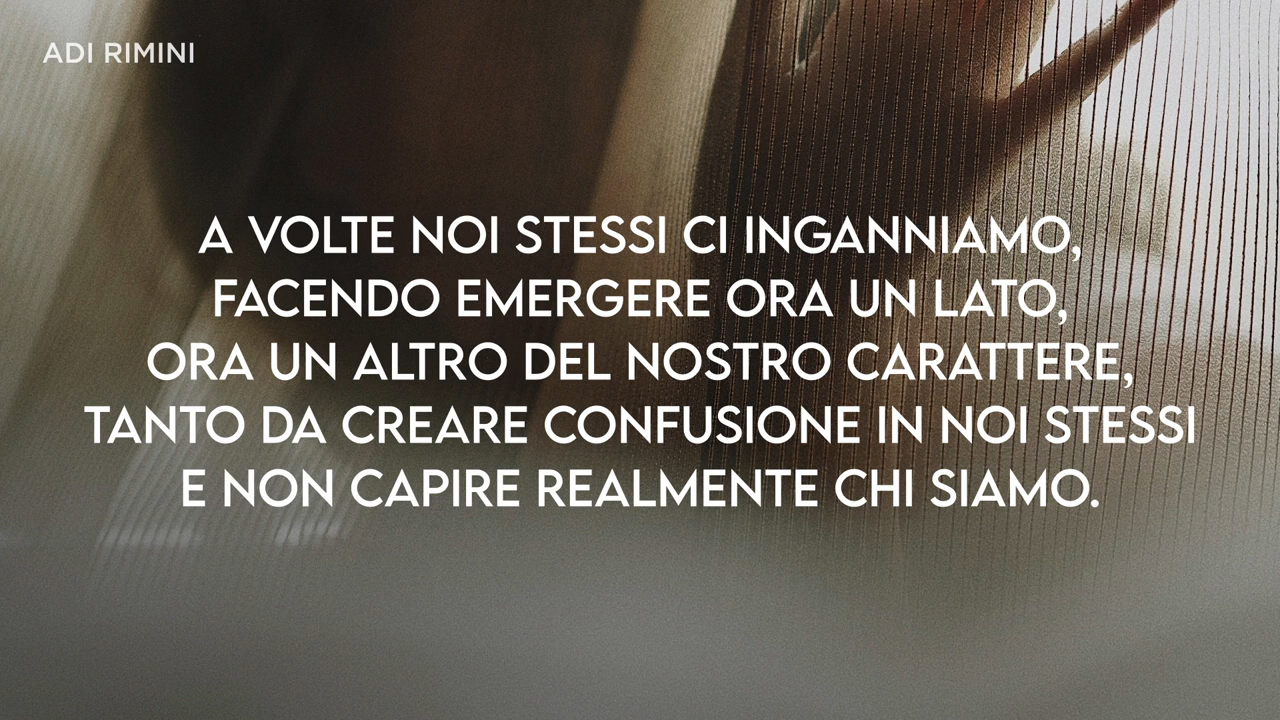 ADI RIMINI
A VOLTE NOI STESSI CI INGANNIAMO,
FACENDO EMERGERE ORA UN LATO,
ORA UN ALTRO DEL NOSTRO CARATTERE,
TANTO DA CREARE CONFUSIONE IN NOI STESSI
E NON CAPIRE REALMENTE CHI SIAMO.